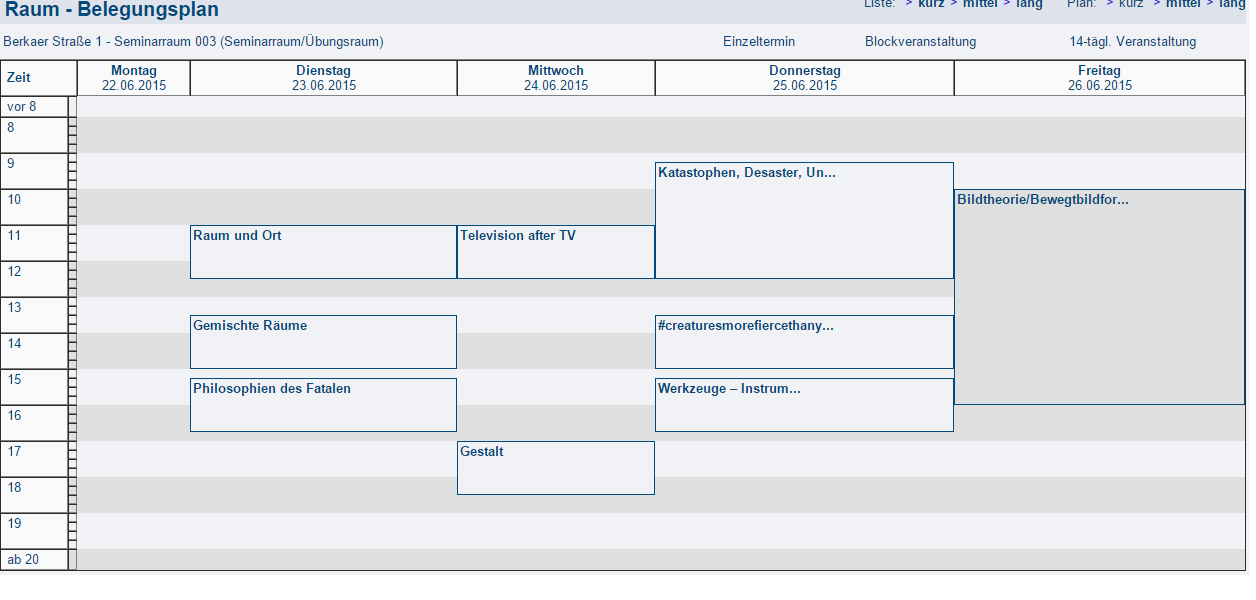 Raum - Belegungsplan
Liste: > kurz > mittel > lang Plan: > kurz > mittel > lang
Berkaer Straße 1 - Seminarraum 003 (Seminarraum/Übungsraum) Einzeltermin Blockveranstaltung 14-tägl. Veranstaltung
Zeit Montag Dienstag Mittwoch Donnerstag Freitag
22.06.2015 23.06.2015 24.06.2015 25.06.2015 26.06.2015
vor 8
8
9
Katastophen, Desaster, Un...
10 Bildtheorie/Bewegtbildfor...
11 Raum und Ort Television after TV
12
13
Gemischte Räume #creaturesmorefiercethany...
14
15
Philosophien des Fatalen Werkzeuge – Instrum...
16
17 Gestalt
18
19
ab 20